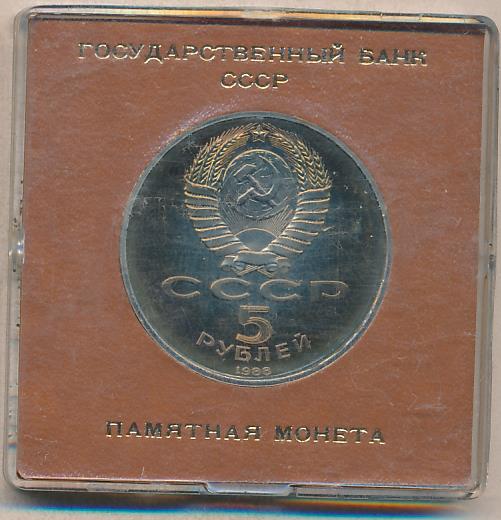 ГОСУДАРСТВЕННЫЙ БАНК
СССР
СССР
5
РУБЛЕЙ
1988
ПАМЯТНАЯ МОНЕТА